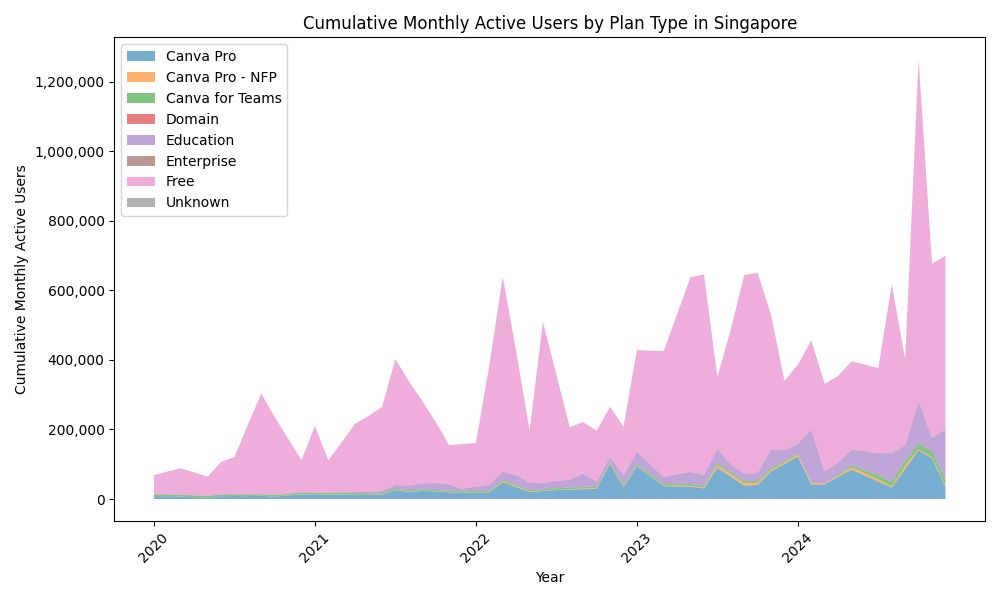 Cumulative Monthly Active Users by Plan Type in Singapore
Canva Pro
Canva Pro - NFP
Canva for Teams
Domain
Education
Enterprise
Free
Unknown
Cumulative Monthly Active Users
1,200,000
1,000,000
800,000
600,000
400,000
200,000
0
2020
2021
2022
2023
2024
Year